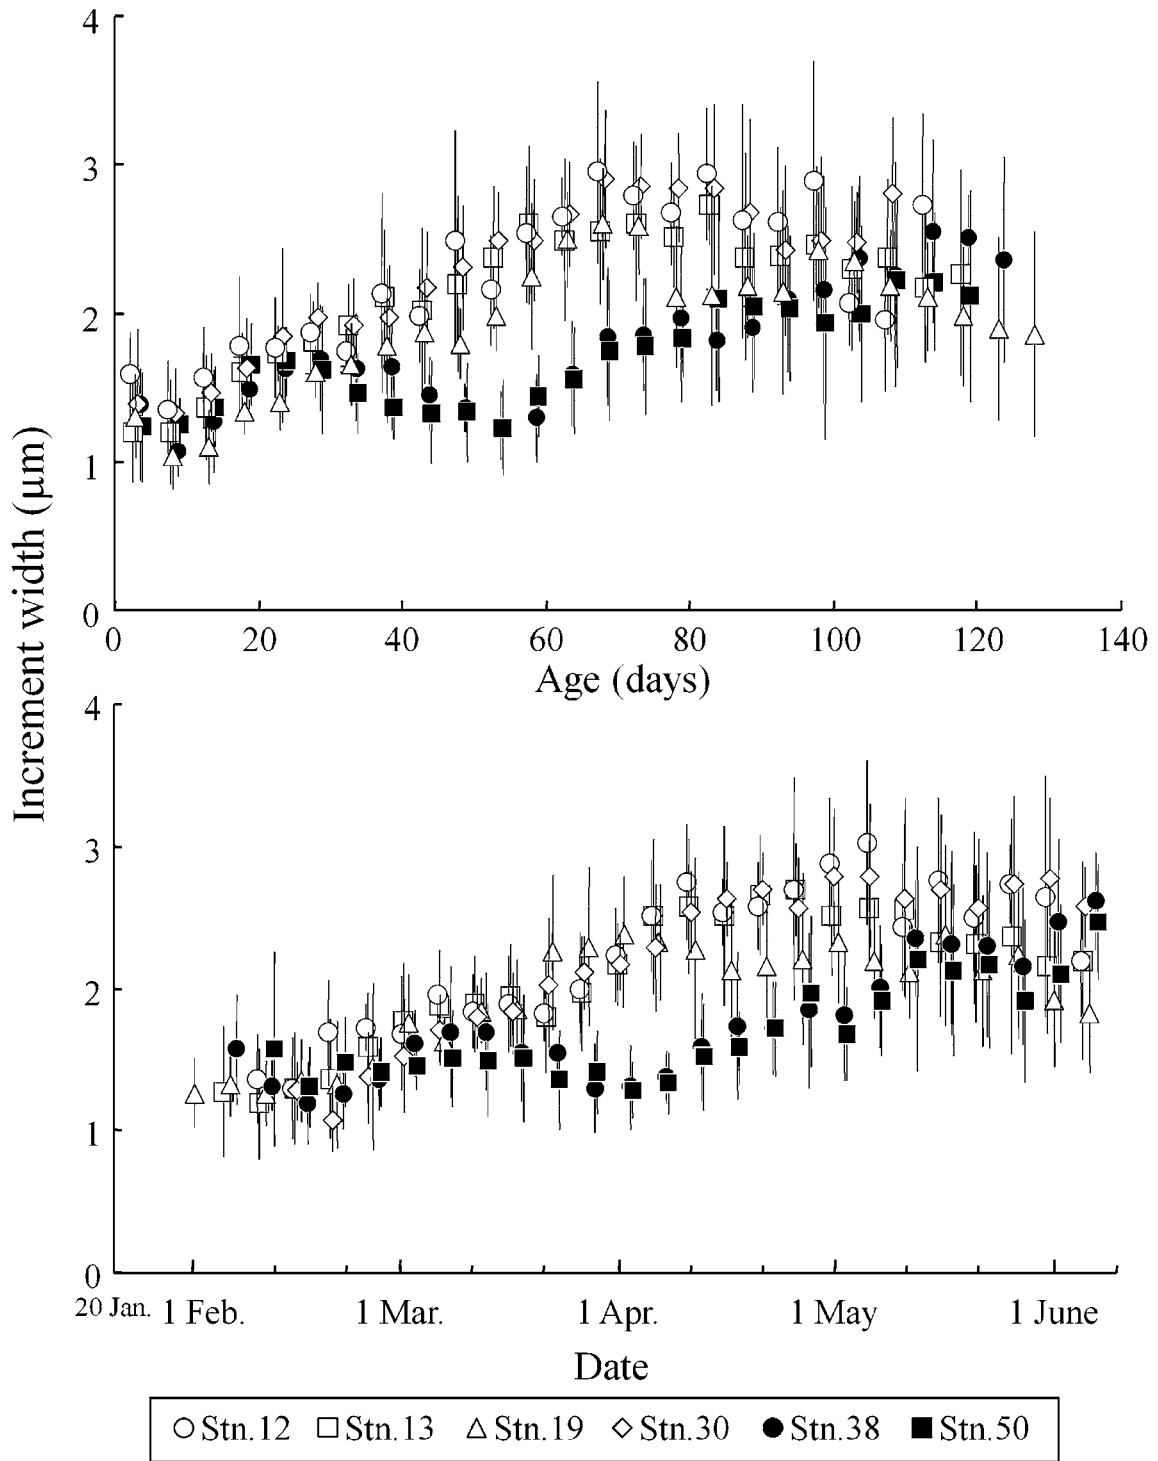 4
3
2
1
0
0 20 40 60 80 100 120 140
Age (days)
Increment width (μm)
4
3
2
1
0
20 Jan. 1 Feb. 1 Mar. 1 Apr. 1 May 1 June
Date
Stn.12 Stn.13 Stn.19 Stn.30 Stn.38 Stn.50